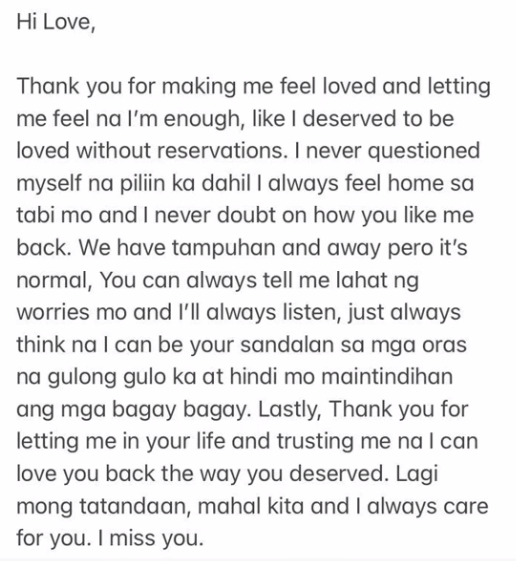 Hi Love,
Thank you for making me feel loved and letting
me feel na I'm enough, like I deserved to be
loved without reservations. I never questioned
myself na piliin ka dahil I always feel home sa
tabi mo and I never doubt on how you like me
back. We have tampuhan and away pero it's
normal, You can always tell me lahat ng
worries mo and I'll always listen, just always
think na I can be your sandalan sa mga oras
na gulong gulo ka at hindi mo maintindihan
ang mga bagay bagay. Lastly, Thank you for
letting me in your life and trusting me na I can
love you back the way you deserved. Lagi
mong tatandaan, mahal kita and I always care
for you. I miss you.